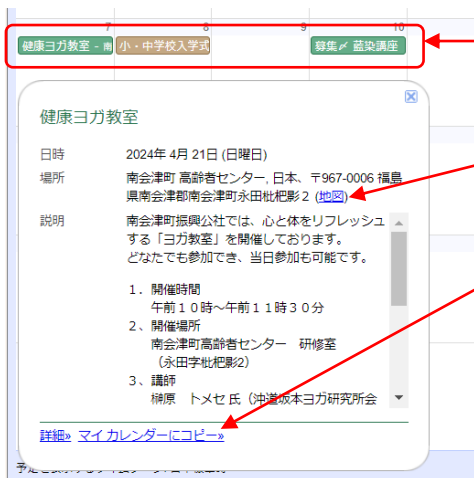 7 8 9 10
健康ヨガ教室 - 南 小・中学校入学式 募集〆 藍染講座
健康ヨガ教室
日時 2024年 4月 21日 (日曜日)
場所 南会津町 高齢者センター, 日本、〒967-0006 福島
県南会津郡南会津町永田枇杷影２ (地図)
説明 南会津町振興公社では、心と体をリフレッシュ
する「ヨガ教室」を開催しております。
どなたでも参加でき、当日参加も可能です。
１．開催時間
午前１０時～午前１１時３０分
２、開催場所
南会津町高齢者センター　研修室
（永田字枇杷影2）
３、講師
榊原　トメセ 氏（沖道坂本ヨガ研究所会
詳細» マイ カレンダーにコピー»